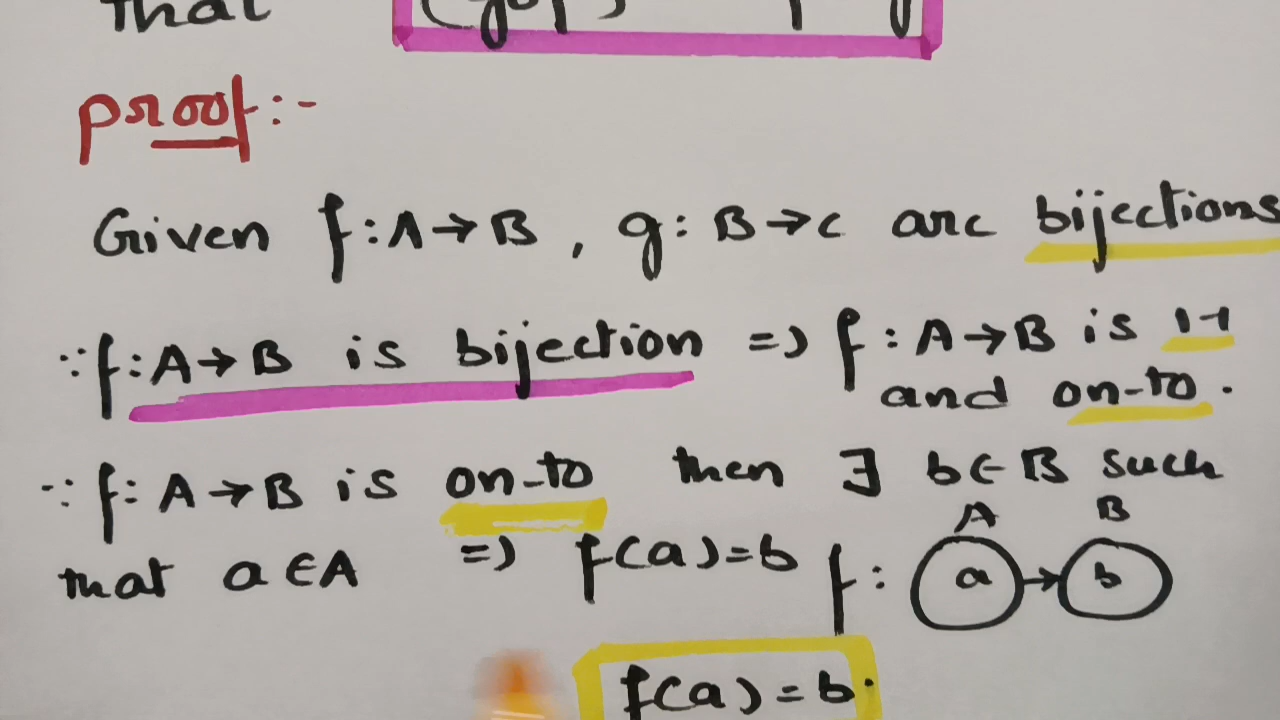 that
proof:-
Given f:A→B, g:B→C are bijections
∵f:A→B is bijection => f:A→B is 1-1
and on-to.
∵f:A→B is on-to then ∃ b∈B such
that a∈A => f(a)=b f:
A B
a → b
f(a)=b.